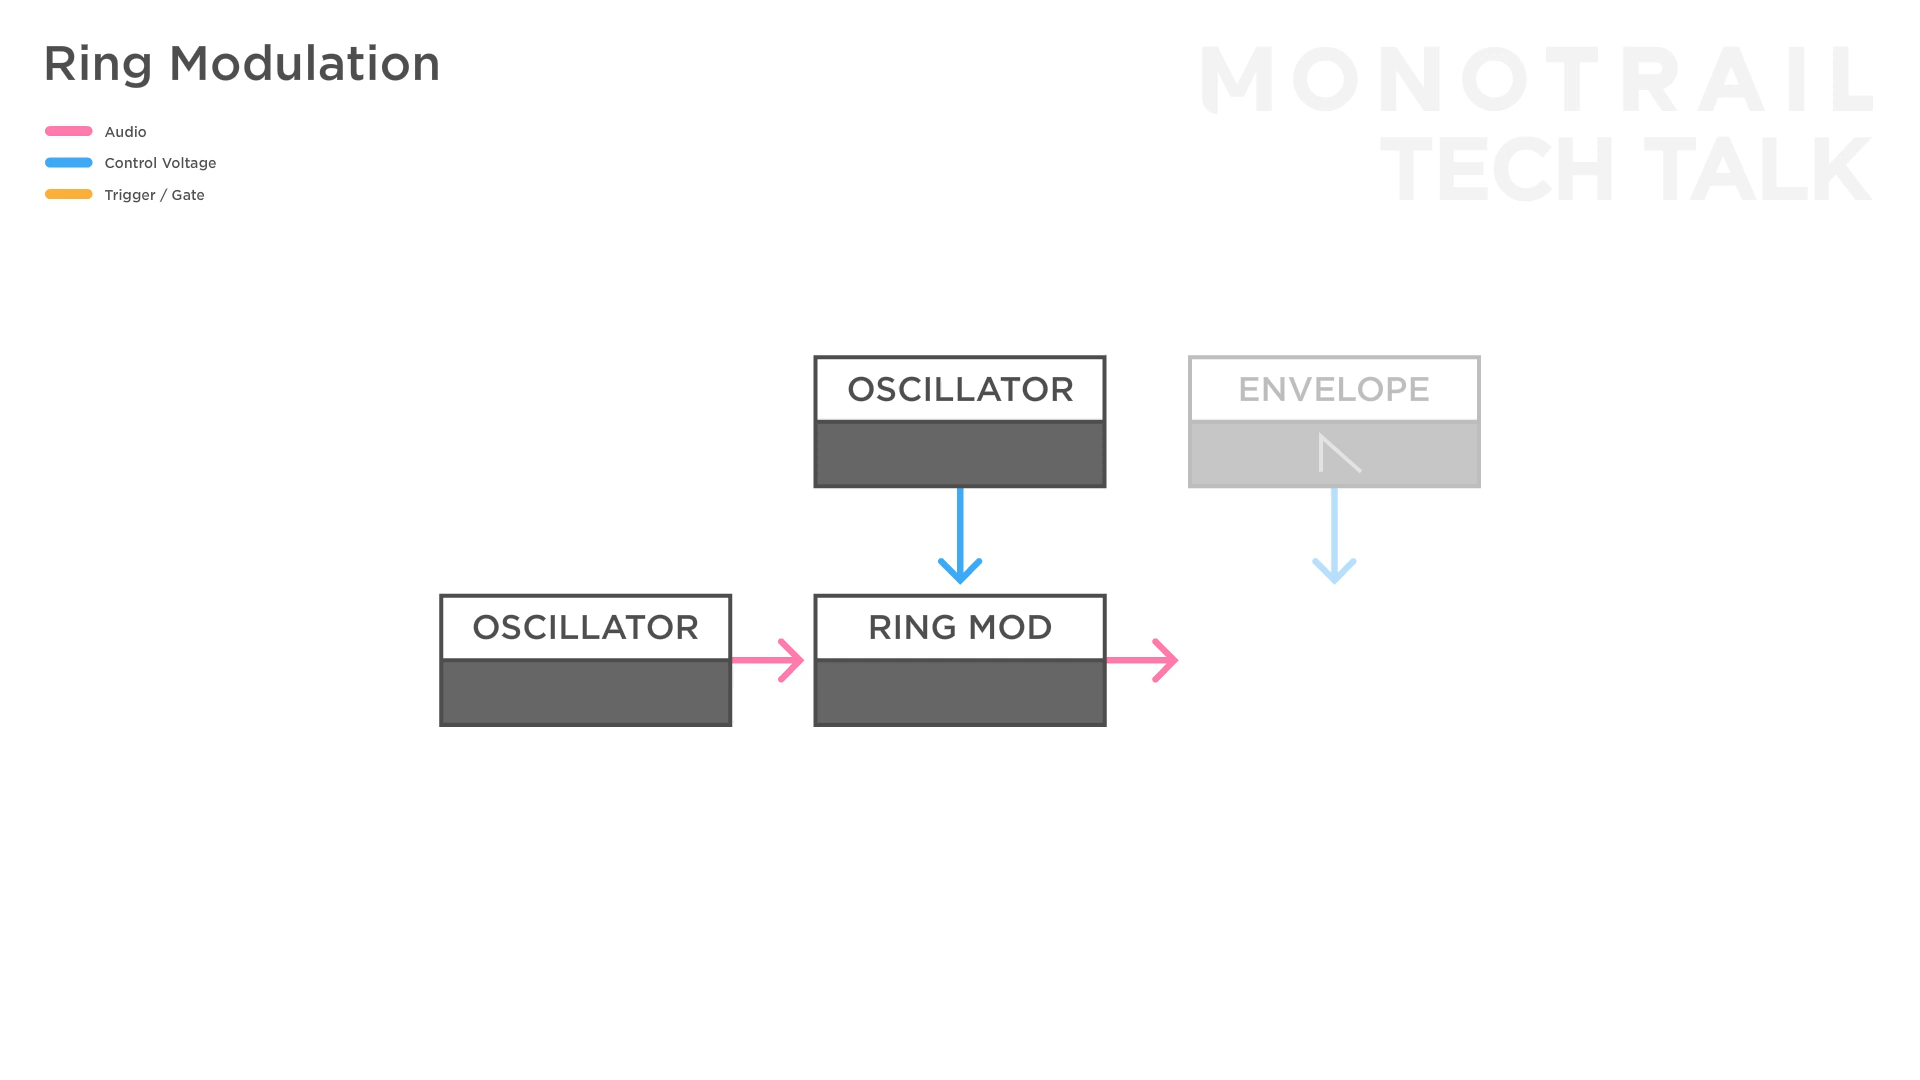 Ring Modulation
MONOTRAIL
TECH TALK
Audio
Control Voltage
Trigger / Gate
OSCILLATOR
ENVELOPE
OSCILLATOR
RING MOD